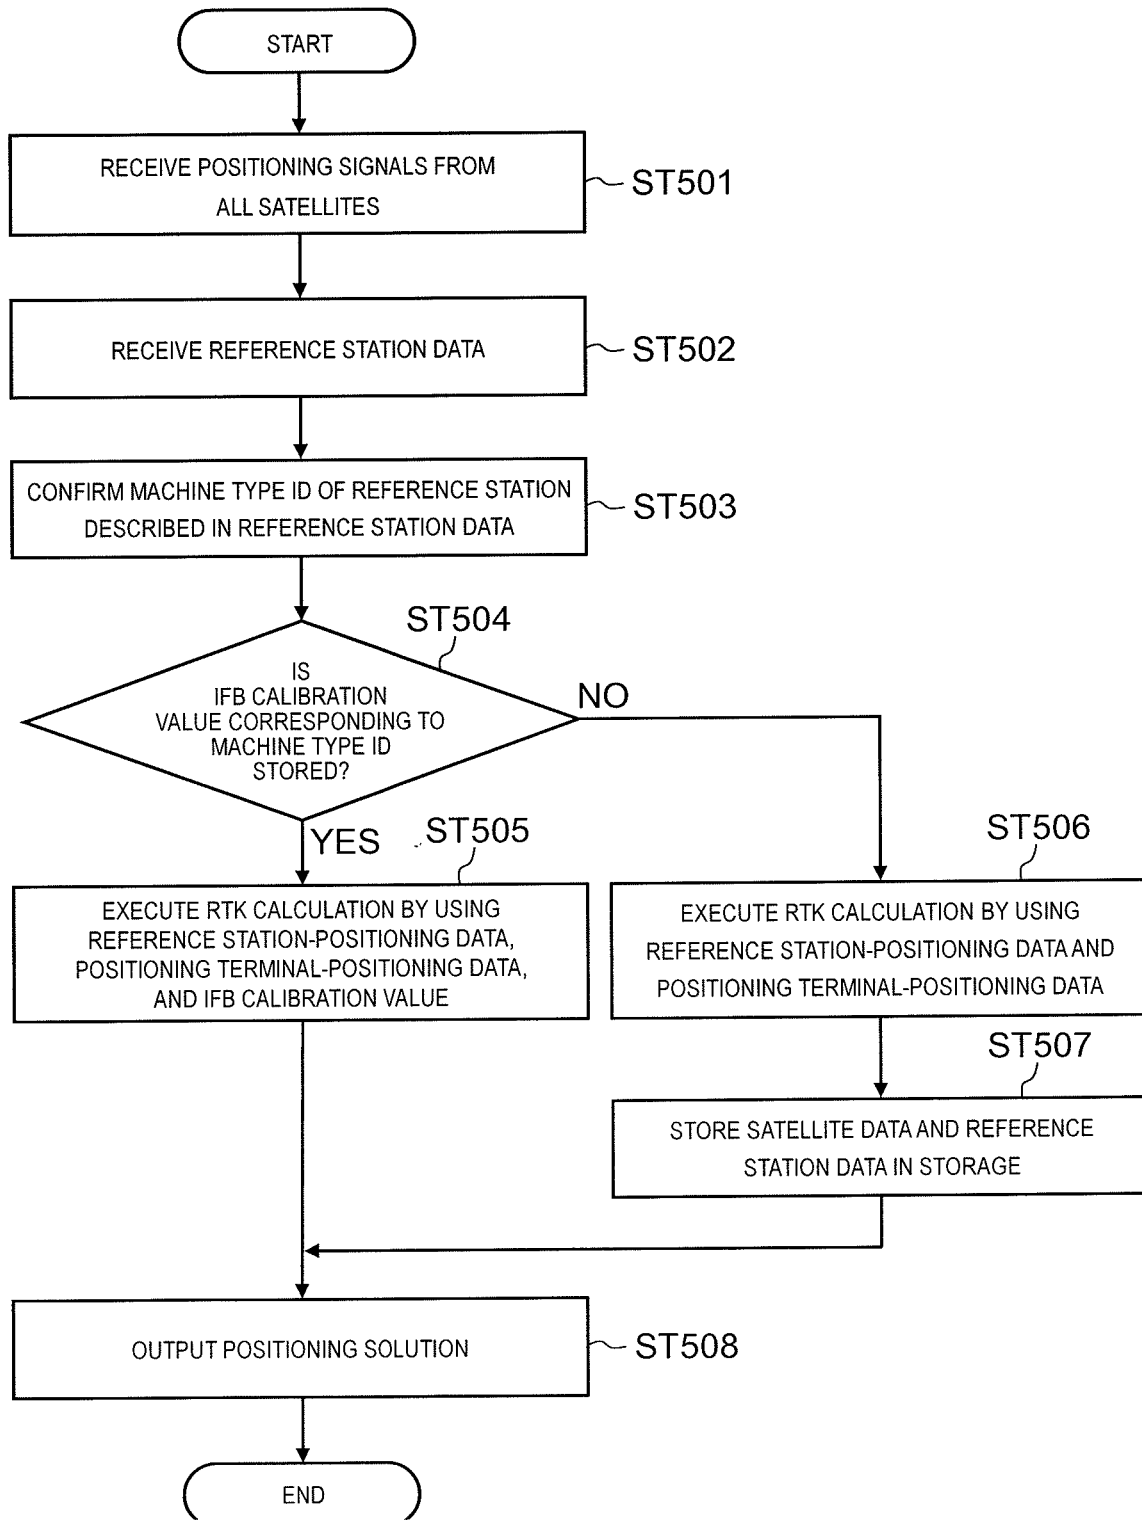 START
RECEIVE POSITIONING SIGNALS FROM
ALL SATELLITES
ST501
RECEIVE REFERENCE STATION DATA
ST502
CONFIRM MACHINE TYPE ID OF REFERENCE STATION
DESCRIBED IN REFERENCE STATION DATA
ST503
ST504
IS
IFB CALIBRATION
VALUE CORRESPONDING TO
MACHINE TYPE ID
STORED?
NO
YES
ST505
EXECUTE RTK CALCULATION BY USING
REFERENCE STATION-POSITIONING DATA,
POSITIONING TERMINAL-POSITIONING DATA,
AND IFB CALIBRATION VALUE
ST506
EXECUTE RTK CALCULATION BY USING
REFERENCE STATION-POSITIONING DATA AND
POSITIONING TERMINAL-POSITIONING DATA
ST507
STORE SATELLITE DATA AND REFERENCE
STATION DATA IN STORAGE
OUTPUT POSITIONING SOLUTION
ST508
END